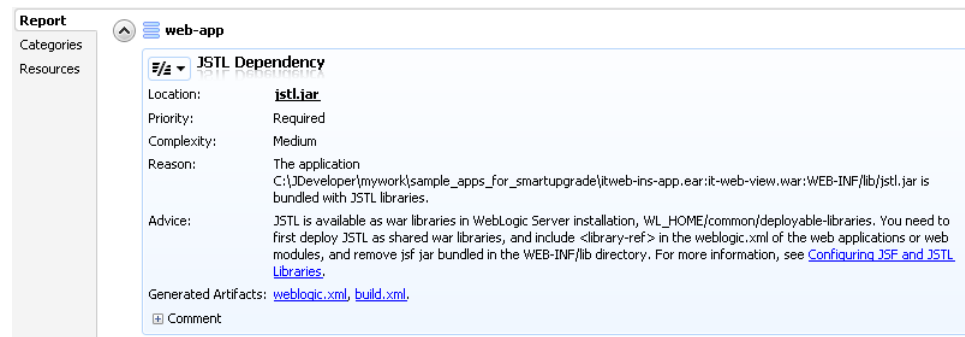 Report
Categories
Resources
web-app
JSTL Dependency
Location: jstl.jar
Priority: Required
Complexity: Medium
Reason: The application
C:\JDeveloper\mywork\sample_apps_for_smartupgrade\itweb-ins-app.ear:it-web-view.war:WEB-INF/lib/jstl.jar is
bundled with JSTL libraries.
Advice: JSTL is available as war libraries in WebLogic Server installation, WL_HOME/common/deployable-libraries. You need to
first deploy JSTL as shared war libraries, and include <library-ref> in the weblogic.xml of the web applications or web
modules, and remove jsf jar bundled in the WEB-INF/lib directory. For more information, see Configuring JSF and JSTL
Libraries.
Generated Artifacts: weblogic.xml, build.xml.
Comment